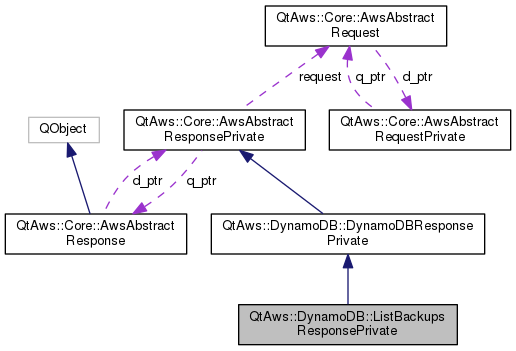 QtAws::Core::AwsAbstract
Request
request
q_ptr
d_ptr
QObject
QtAws::Core::AwsAbstract
ResponsePrivate
QtAws::Core::AwsAbstract
RequestPrivate
d_ptr
q_ptr
QtAws::Core::AwsAbstract
Response
QtAws::DynamoDB::DynamoDBResponse
Private
QtAws::DynamoDB::ListBackups
ResponsePrivate